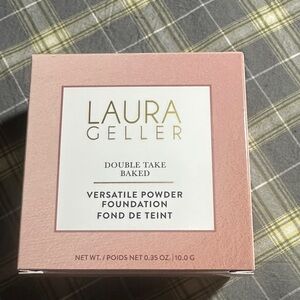 LAURA
GELLER
DOUBLE TAKE
BAKED
VERSATILE POWDER
FOUNDATION
FOND DE TEINT
NET WT. / POIDS NET 0.35 OZ. | 10.0 G